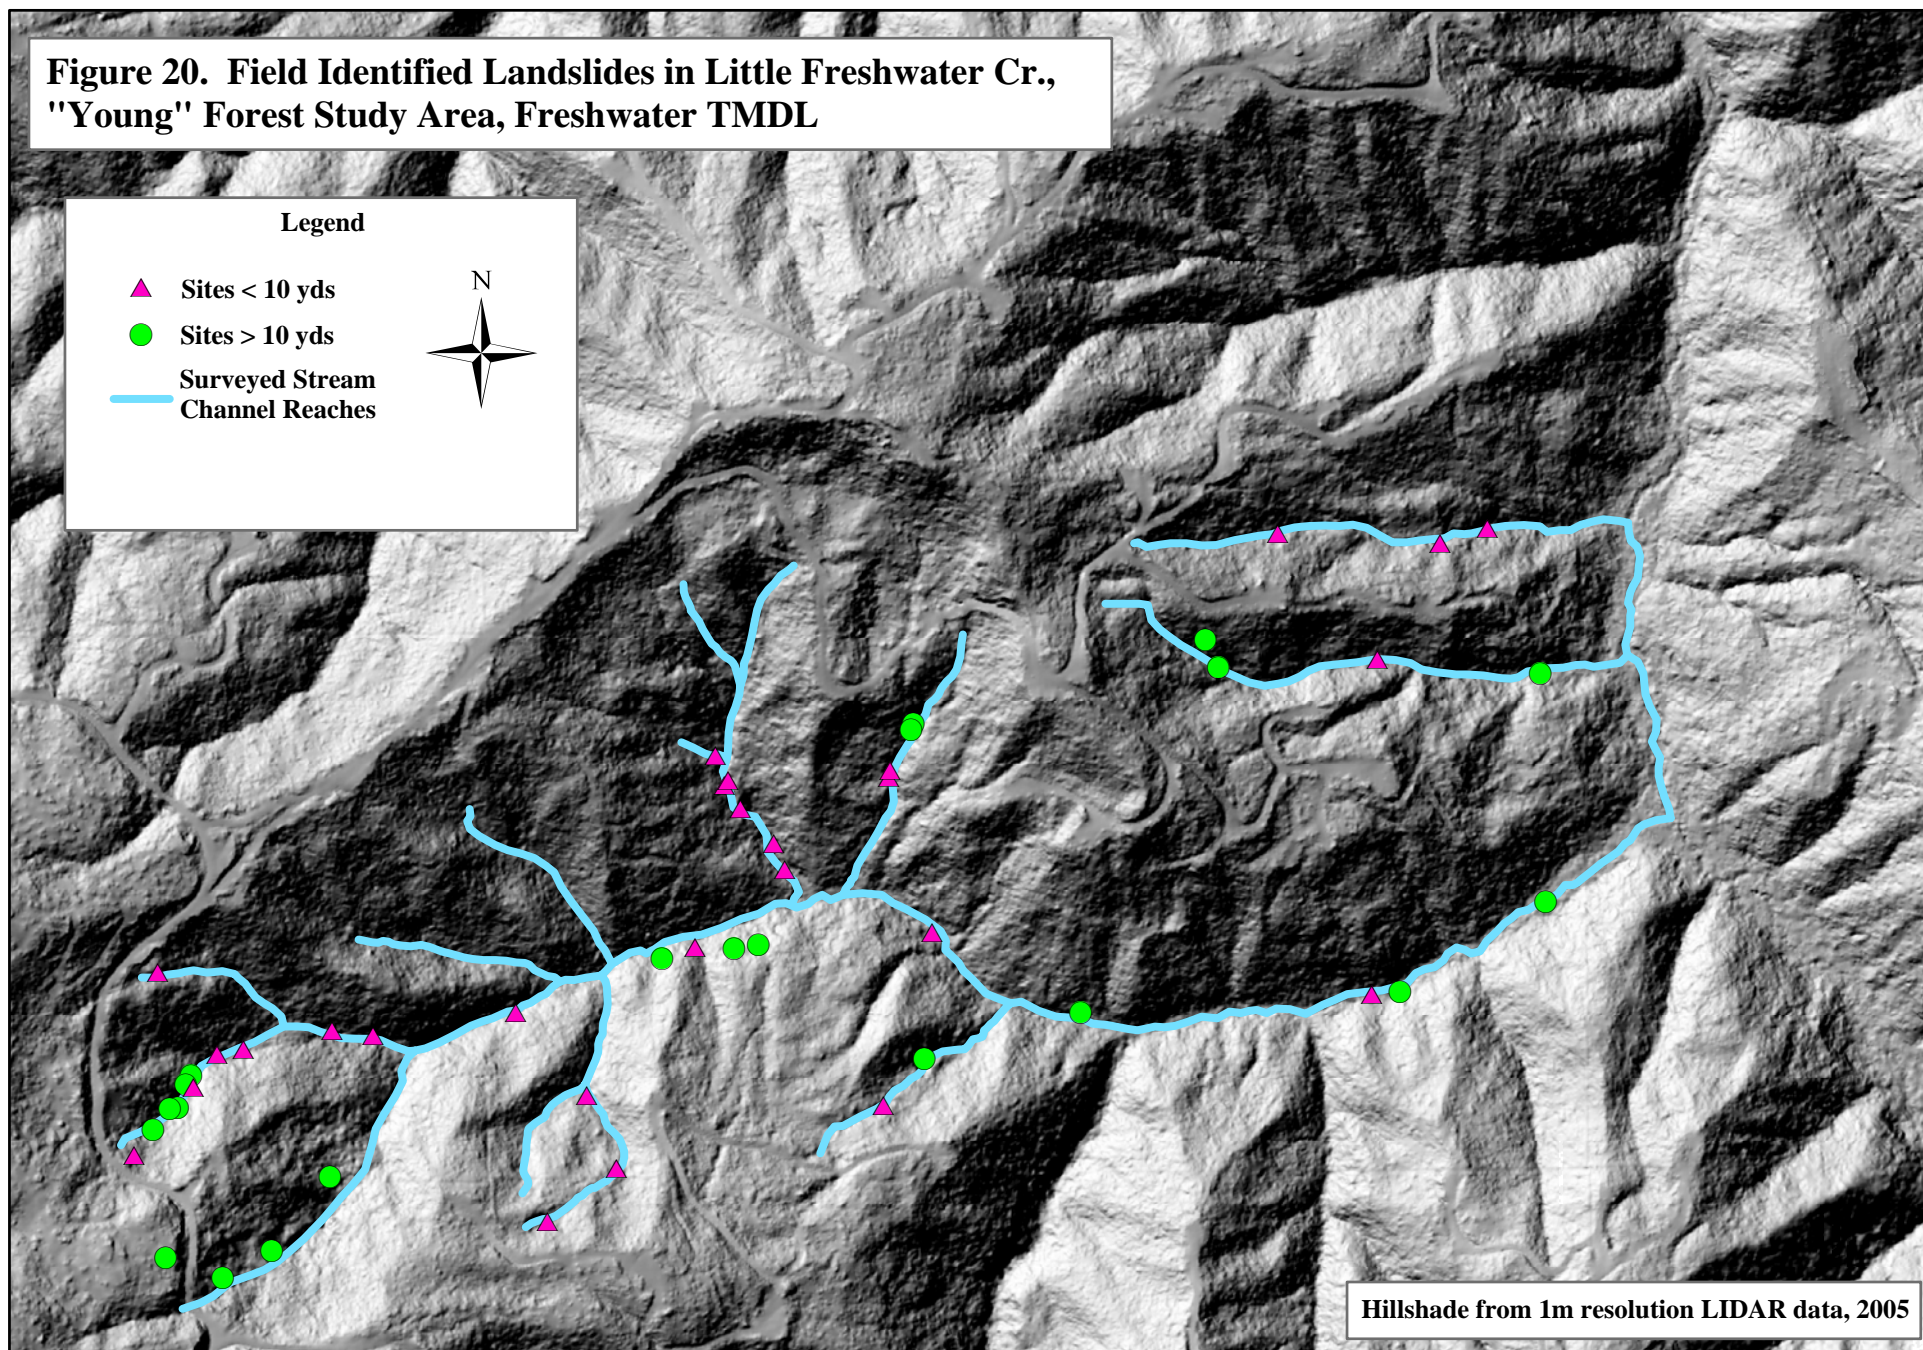 Figure 20.  Field Identified Landslides in Little Freshwater Cr.,
"Young" Forest Study Area, Freshwater TMDL
Legend
N
Sites < 10 yds
Sites > 10 yds
Surveyed Stream
Channel Reaches
Hillshade from 1m resolution LIDAR data, 2005